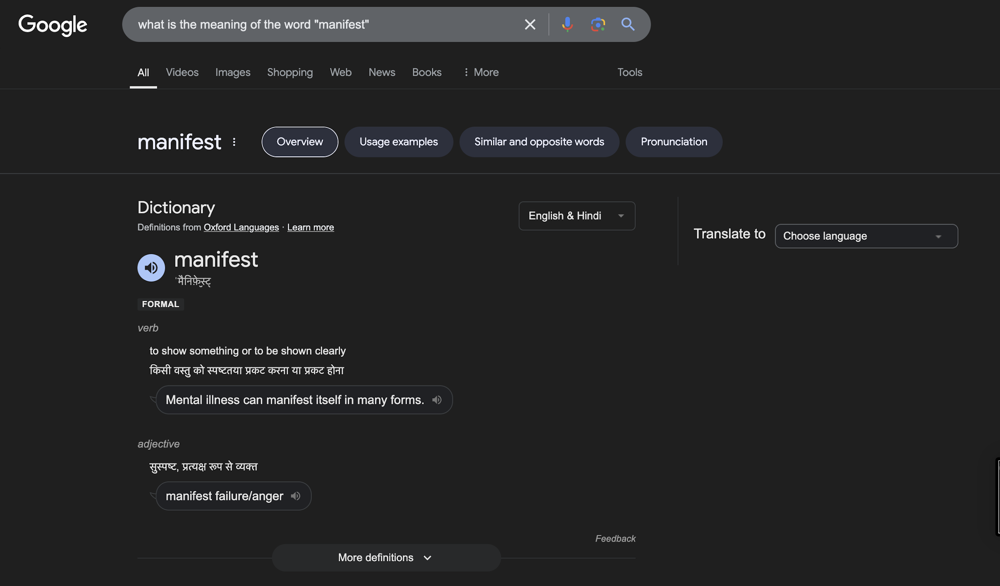 Google
what is the meaning of the word "manifest"
All Videos Images Shopping Web News Books More Tools
manifest Overview Usage examples Similar and opposite words Pronunciation
Dictionary
English & Hindi
Definitions from Oxford Languages · Learn more
Translate to Choose language
manifest
ˈमैनिफ़े़स्ट्
FORMAL
verb
to show something or to be shown clearly
किसी वस्तु को स्पष्टतया प्रकट करना या प्रकट होना
Mental illness can manifest itself in many forms.
adjective
सुस्पष्ट, प्रत्यक्ष रूप से व्यक्त
manifest failure/anger
Feedback
More definitions